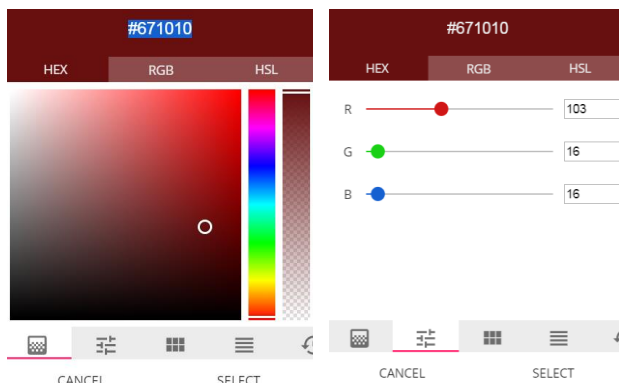 #671010
HEX RGB HSL
CANCEL SELECT
#671010
HEX RGB HSL
R 103
G 16
B 16
CANCEL SELECT